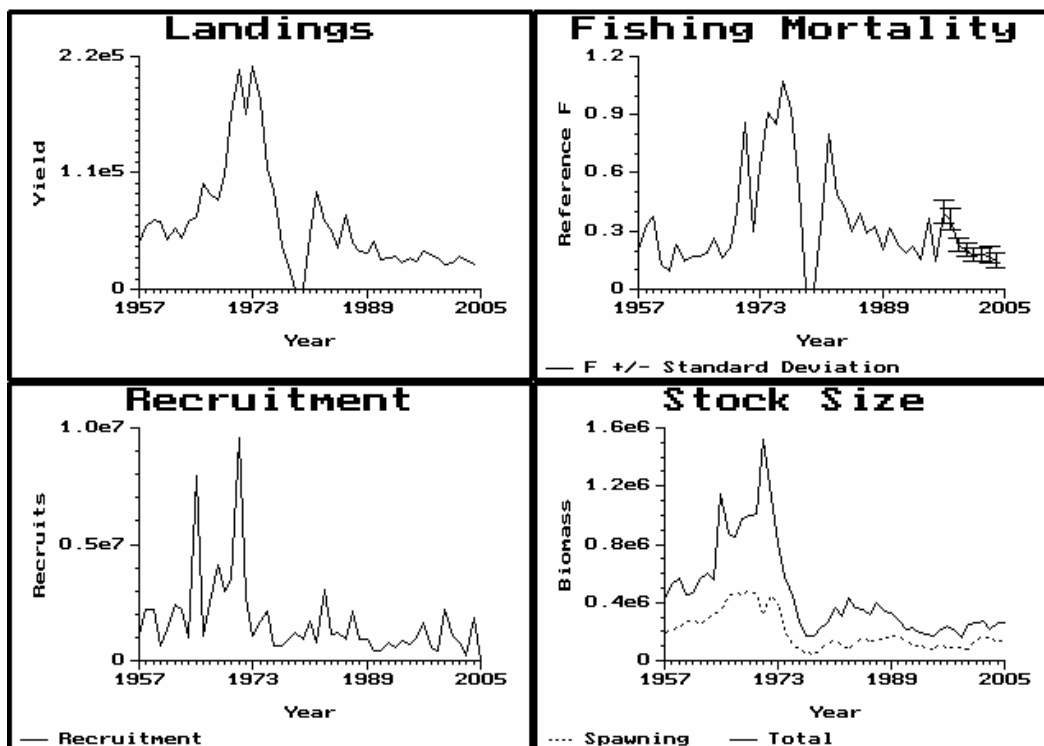 Landings
2.2e5
1.1e5
0
Yield
1957 1973 1989 2005
Year
Fishing Mortality
1.2
0.9
0.6
0.3
0
Reference F
1957 1973 1989 2005
Year
— F +/- Standard Deviation
Recruitment
1.0e7
0.5e7
0
Recruits
1957 1973 1989 2005
Year
— Recruitment
Stock Size
1.6e6
1.2e6
0.8e6
0.4e6
0
Biomass
1957 1973 1989 2005
Year
---- Spawning — Total